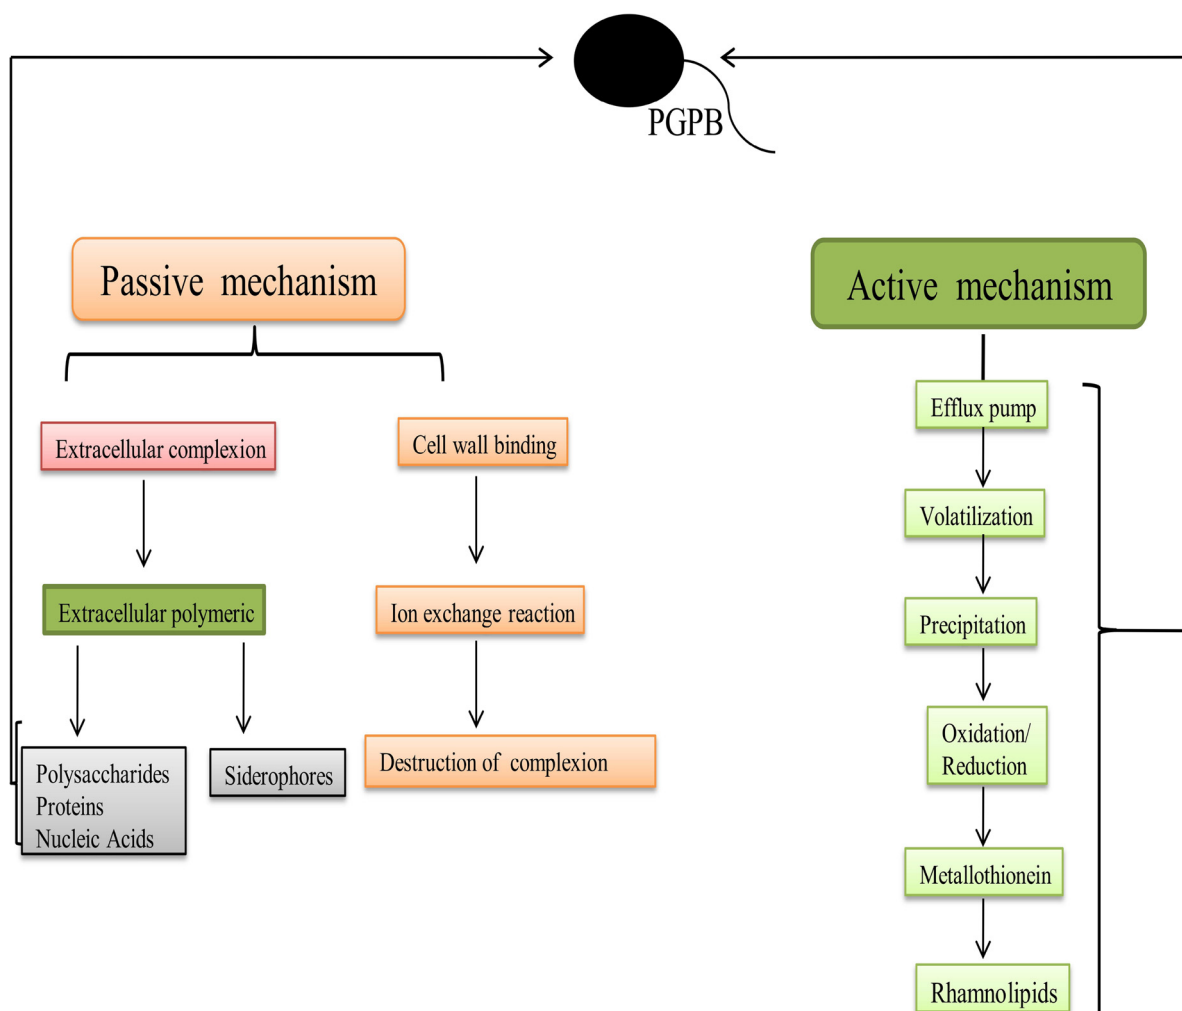 PGPB
Passive mechanism
Active mechanism
Extracellular complexion
Cell wall binding
Extracellular polymeric
Ion exchange reaction
Polysaccharides
Proteins
Nucleic Acids
Siderophores
Destruction of complexion
Efflux pump
Volatilization
Precipitation
Oxidation/
Reduction
Metallothionein
Rhamnolipids